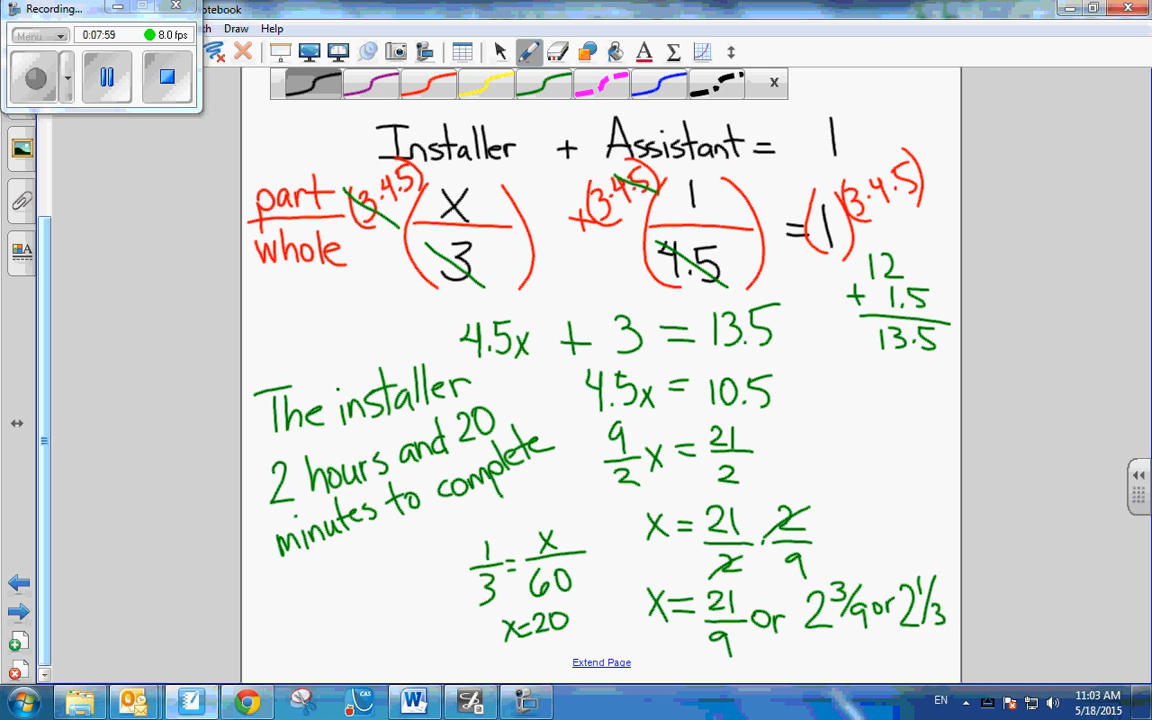 Recording...
otebook
Menu
0:07:59
8.0 fps
Draw Help
Installer + Assistant = 1
part
whole
(3·4.5) (x/3) + (3·4.5) (1/4.5) = (1)(3·4.5)
12
+ 1.5
13.5
4.5x + 3 = 13.5
4.5x = 10.5
9/2 x = 21/2
x = 21/2 · 2/9
x = 21/9 or 2 3/9 or 2 1/3
The installer
2 hours and 20
minutes to complete
1/3 = x/60
x=20
Extend Page
EN
11:03 AM
5/18/2015